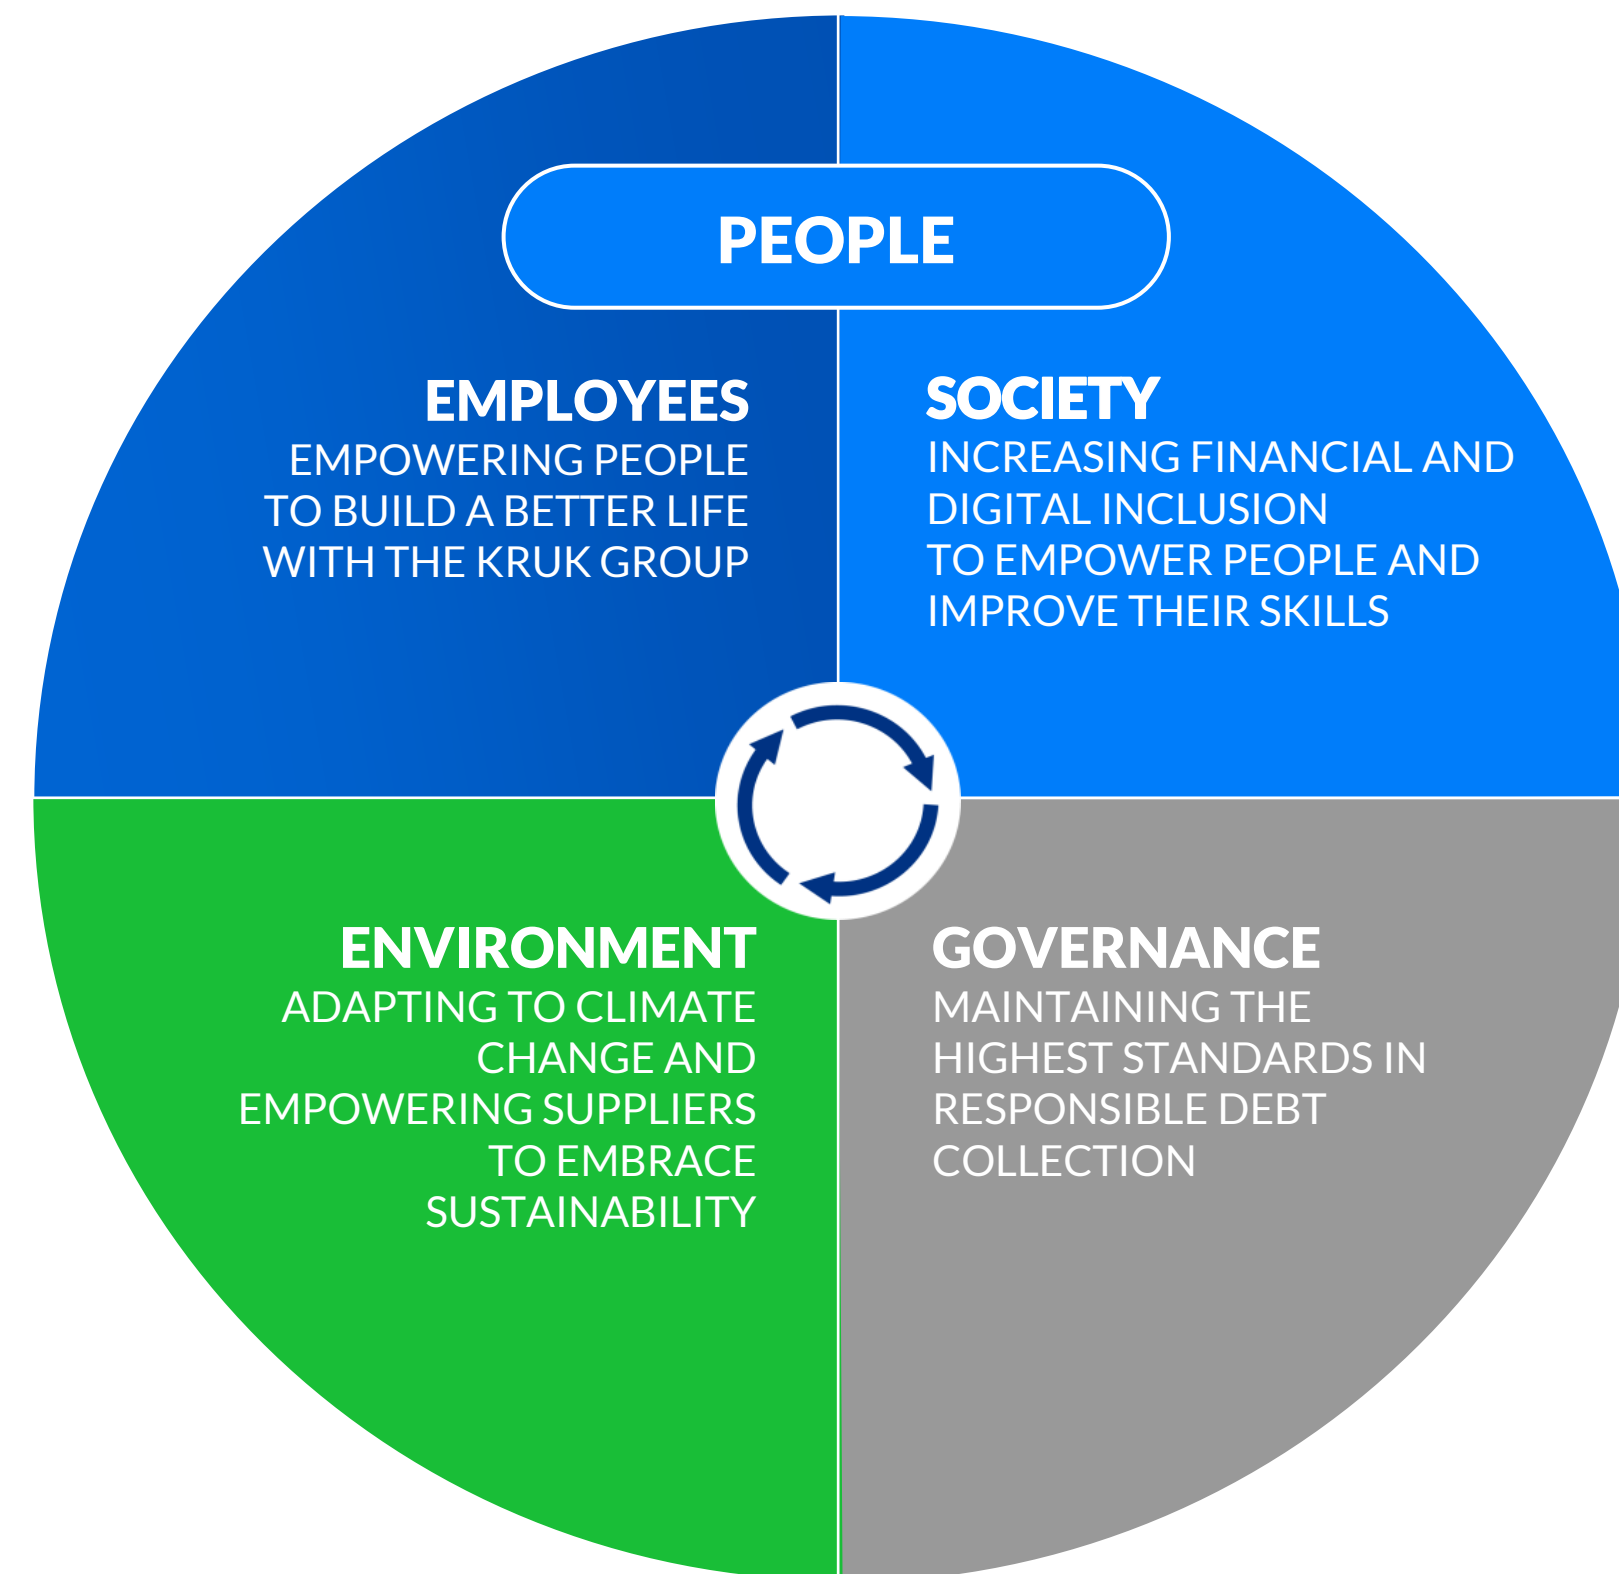 PEOPLE
EMPLOYEES
EMPOWERING PEOPLE
TO BUILD A BETTER LIFE
WITH THE KRUK GROUP
SOCIETY
INCREASING FINANCIAL AND
DIGITAL INCLUSION
TO EMPOWER PEOPLE AND
IMPROVE THEIR SKILLS
ENVIRONMENT
ADAPTING TO CLIMATE
CHANGE AND
EMPOWERING SUPPLIERS
TO EMBRACE
SUSTAINABILITY
GOVERNANCE
MAINTAINING THE
HIGHEST STANDARDS IN
RESPONSIBLE DEBT
COLLECTION